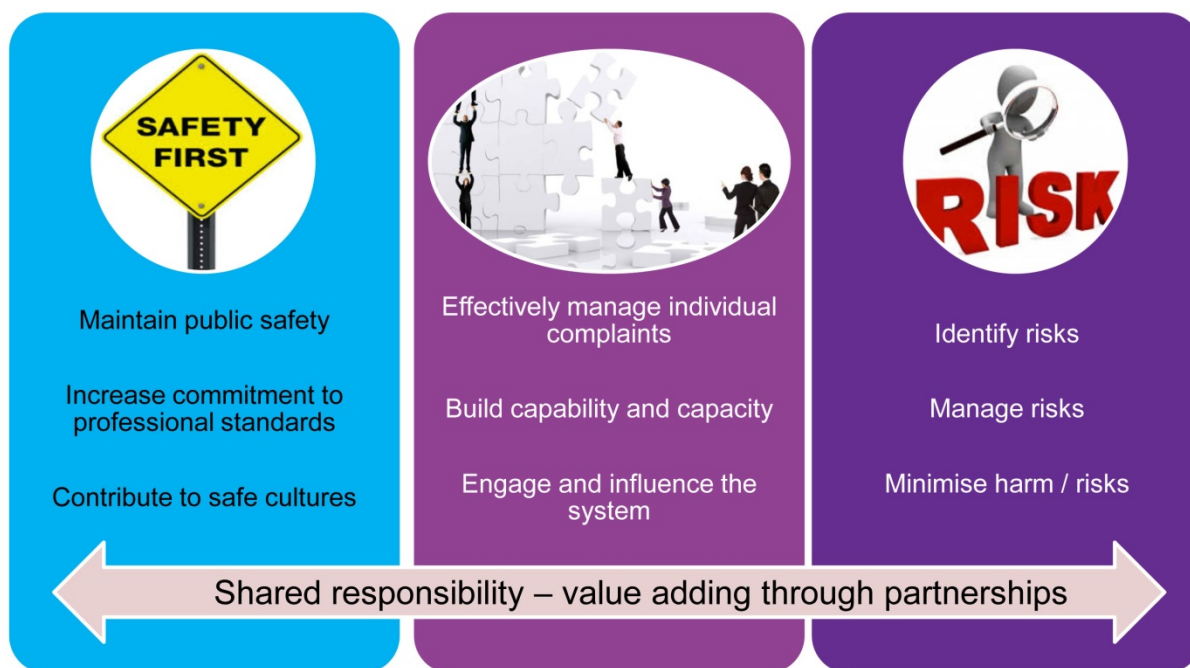 SAFETY
FIRST
Maintain public safety
Increase commitment to
professional standards
Contribute to safe cultures
Effectively manage individual
complaints
Build capability and capacity
Engage and influence the
system
RISK
Identify risks
Manage risks
Minimise harm / risks
Shared responsibility – value adding through partnerships